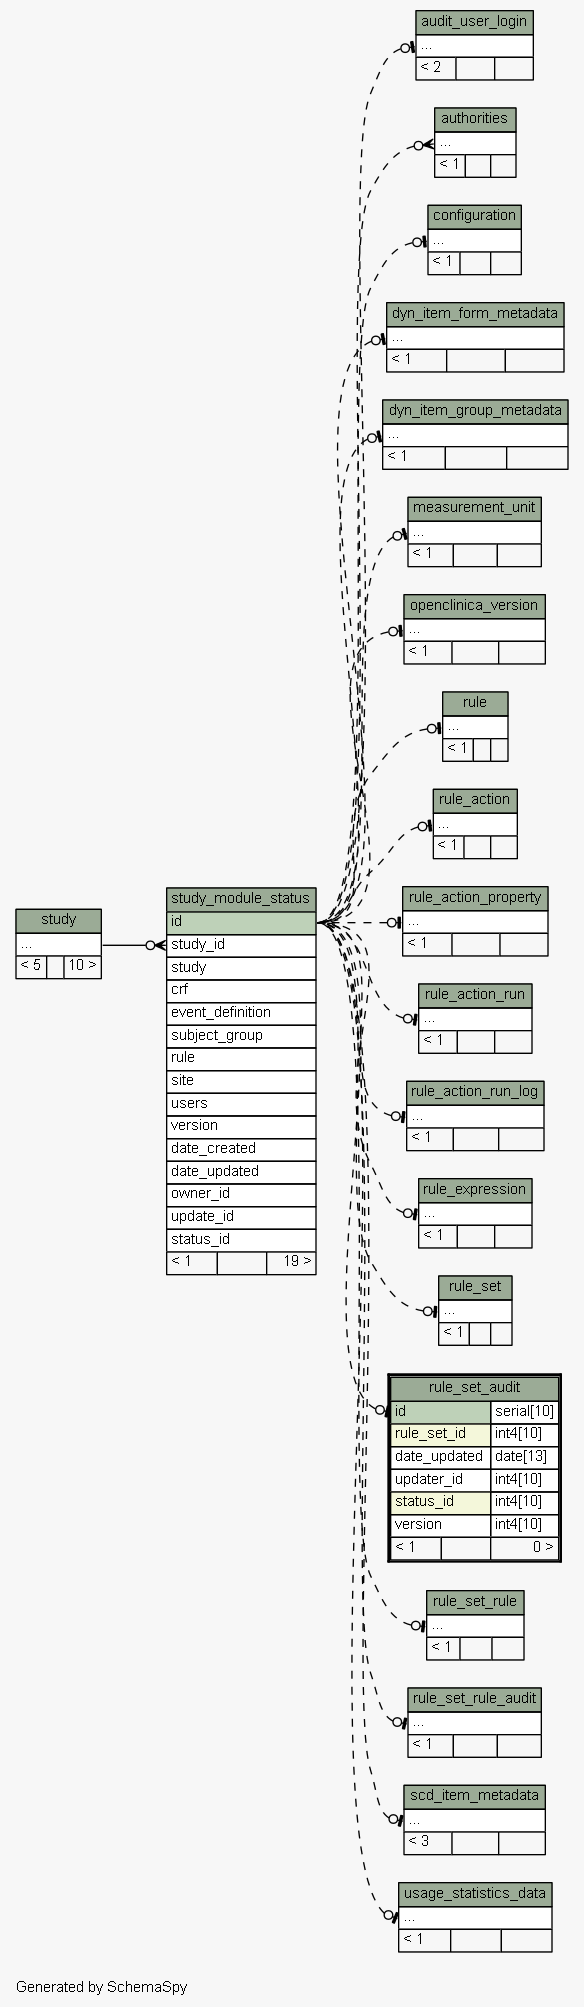 audit_user_login
...
< 2
authorities
...
< 1
configuration
...
< 1
dyn_item_form_metadata
...
< 1
dyn_item_group_metadata
...
< 1
measurement_unit
...
< 1
openclinica_version
...
< 1
rule
...
< 1
rule_action
...
< 1
rule_action_property
...
< 1
study
...
< 5 10 >
study_module_status
id
study_id
study
crf
event_definition
subject_group
rule
site
users
version
date_created
date_updated
owner_id
update_id
status_id
< 1 19 >
rule_action_run
...
< 1
rule_action_run_log
...
< 1
rule_expression
...
< 1
rule_set
...
< 1
rule_set_audit
id serial[10]
rule_set_id int4[10]
date_updated date[13]
updater_id int4[10]
status_id int4[10]
version int4[10]
< 1 0 >
rule_set_rule
...
< 1
rule_set_rule_audit
...
< 1
scd_item_metadata
...
< 3
usage_statistics_data
...
< 1
Generated by SchemaSpy